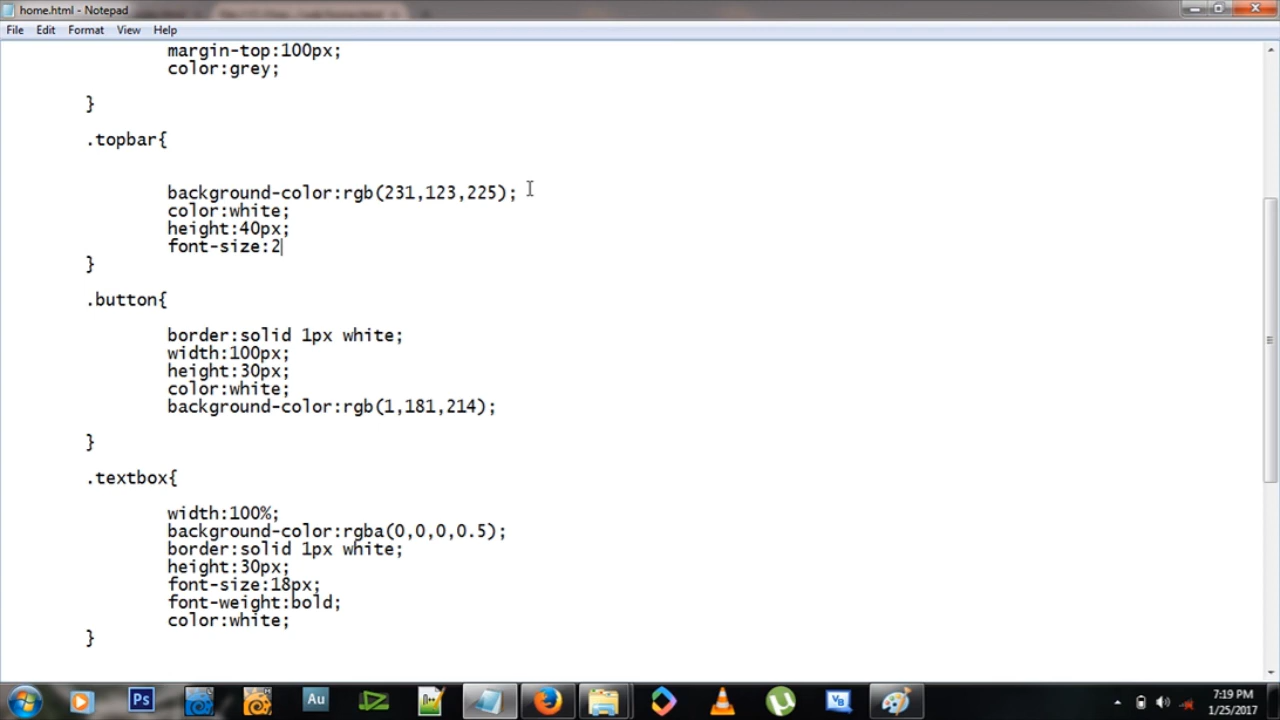 home.html - Notepad
File Edit Format View Help
margin-top:100px;
color:grey;
}
.topbar{
background-color:rgb(231,123,225);
color:white;
height:40px;
font-size:2
}
.button{
border:solid 1px white;
width:100px;
height:30px;
color:white;
background-color:rgb(1,181,214);
}
.textbox{
width:100%;
background-color:rgba(0,0,0,0.5);
border:solid 1px white;
height:30px;
font-size:18px;
font-weight:bold;
color:white;
}
Ps
Au
7:19 PM
1/25/2017